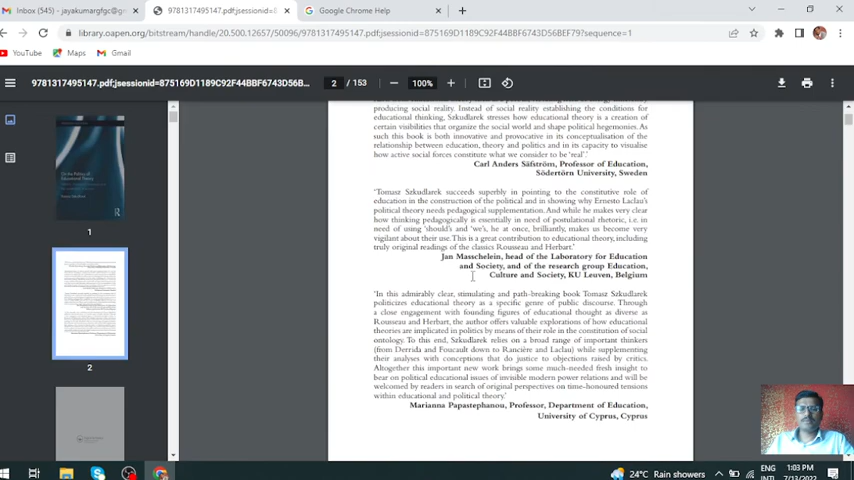 Inbox (545) - jayakumargfgc@gm
9781317495147.pdf;jsessionid=8
Google Chrome Help
library.oapen.org/bitstream/handle/20.500.12657/50096/9781317495147.pdf;jsessionid=875169D1189C92F44BBF6743D56BEF79?sequence=1
YouTube
Maps
Gmail
9781317495147.pdf;jsessionid=875169D1189C92F44BBF6743D56B...
2 / 153
100%
producing social reality. Instead of social reality establishing the conditions for
educational thinking, Szkudlarek stresses how educational theory is a creation of
certain visibilities that organize the social world and shape political hegemonies. As
such this book is both innovative and provocative in its conceptualisation of the
relationship between education, theory and politics and in its capacity to visualise
how active social forces constitute what we consider to be 'real'.'
Carl Anders Säfström, Professor of Education,
Södertörn University, Sweden
'Tomasz Szkudlarek succeeds superbly in pointing to the constitutive role of
education in the construction of the political and in showing why Ernesto Laclau's
political theory needs pedagogical supplementation. And while he makes very clear
how thinking pedagogically is essentially in need of postulational rhetoric, i.e. in
need of using 'should's and 'we's, he at once, brilliantly, makes us become very
vigilant about their use. This is a great contribution to educational theory, including
truly original readings of the classics Rousseau and Herbart.'
Jan Masschelein, head of the Laboratory for Education
and Society, and of the research group Education,
Culture and Society, KU Leuven, Belgium
'In this admirably clear, stimulating and path-breaking book Tomasz Szkudlarek
politicizes educational theory as a specific genre of public discourse. Through
a close engagement with founding figures of educational thought as diverse as
Rousseau and Herbart, the author offers valuable explorations of how educational
theories are implicated in politics by means of their role in the constitution of social
ontology. To this end, Szkudlarek relies on a broad range of important thinkers
(from Derrida and Foucault down to Rancière and Laclau) while supplementing
their analyses with conceptions that do justice to objections raised by critics.
Altogether this important new work brings some much-needed fresh insight to
bear on political educational issues of invisible modern power relations and will be
welcomed by readers in search of original perspectives on time-honoured tensions
within educational and political theory.'
Marianna Papastephanou, Professor, Department of Education,
University of Cyprus, Cyprus
1
2
24°C Rain showers
ENG
INTL
1:03 PM
7/13/2022